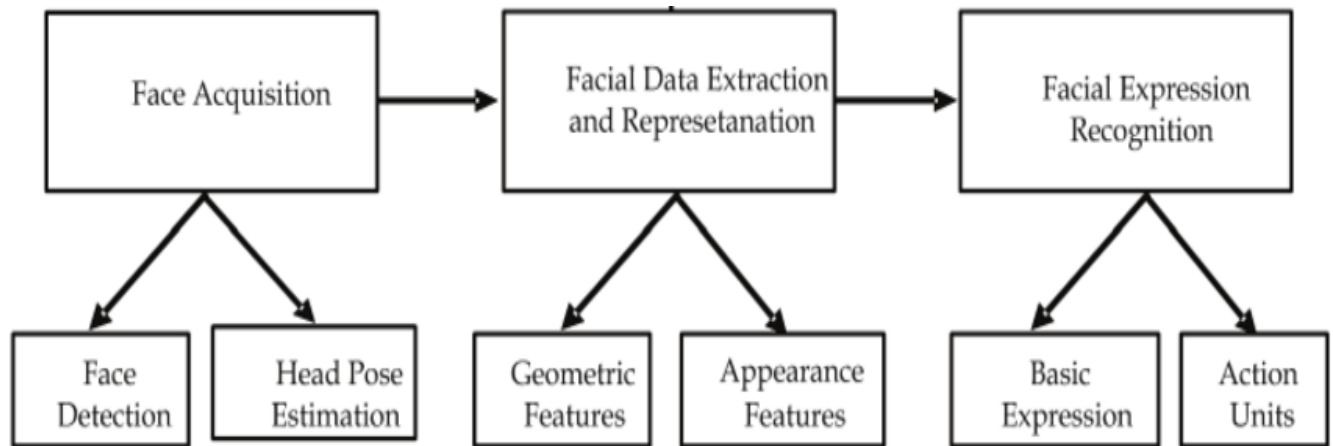 Face Acquisition
Facial Data Extraction
and Represetanation
Facial Expression
Recognition
Face
Detection
Head Pose
Estimation
Geometric
Features
Appearance
Features
Basic
Expression
Action
Units